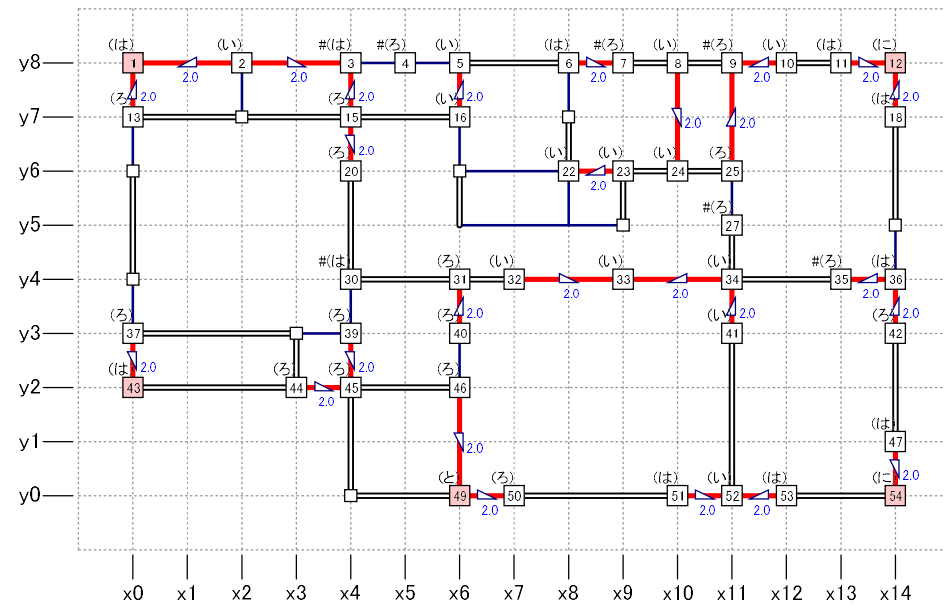 (は) (い) #(は) #(ろ) (い) (は) #(ろ) (い) #(ろ) (い) (は) (に)
y8 1 2 3 4 5 6 7 8 9 10 11 12
2.0 2.0 2.0 2.0 2.0
(ろ) 2.0 (ろ) 2.0 (い) 2.0 (は) 2.0
y7 13 15 16 18
2.0 2.0
2.0
(ろ) (い) (い) (い) (ろ)
y6 20 22 23 24 25
2.0
#(ろ)
y5 27
#(は) (ろ) (い) (い) (い) #(ろ) (は)
y4 30 31 32 33 34 35 36
2.0 2.0 2.0
(ろ) (ろ) (ろ) 2.0 (い) 2.0 (ろ) 2.0
y3 37 39 40 41 42
2.0 2.0
(は) (ろ) (ろ) (ろ)
y2 43 44 45 46
2.0
(は)
y1 2.0 47
2.0
(と) (ろ) (は) (い) (は) (に)
y0 49 50 51 52 53 54
2.0 2.0 2.0
x0 x1 x2 x3 x4 x5 x6 x7 x8 x9 x10 x11 x12 x13 x14